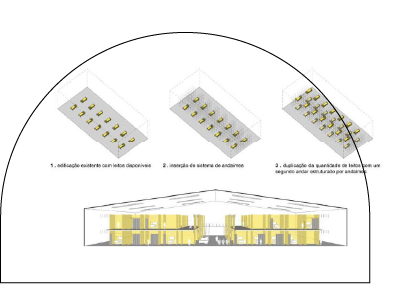 1 . edificação existente com leitos disponíveis
2 . inserção de sistema de andaimes
3 . duplicação da quantidade de leitos com um
segundo andar estruturado por andaimes